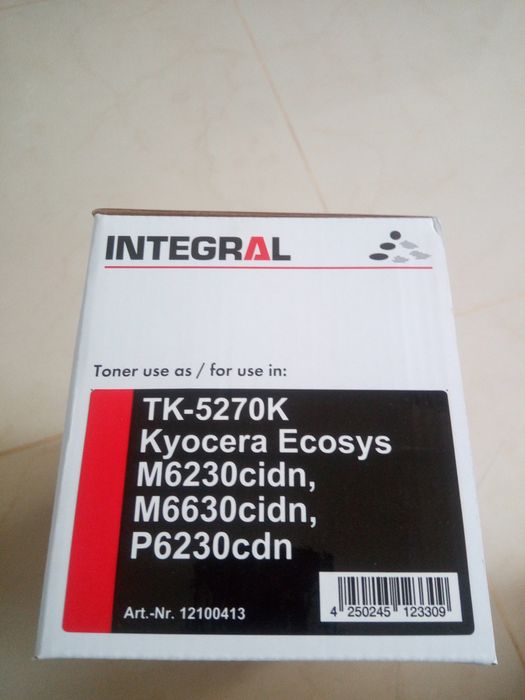 INTEGRAL
Toner use as / for use in:
TK-5270K
Kyocera Ecosys
M6230cidn,
M6630cidn,
P6230cdn
Art.-Nr. 12100413
4 250245 123309